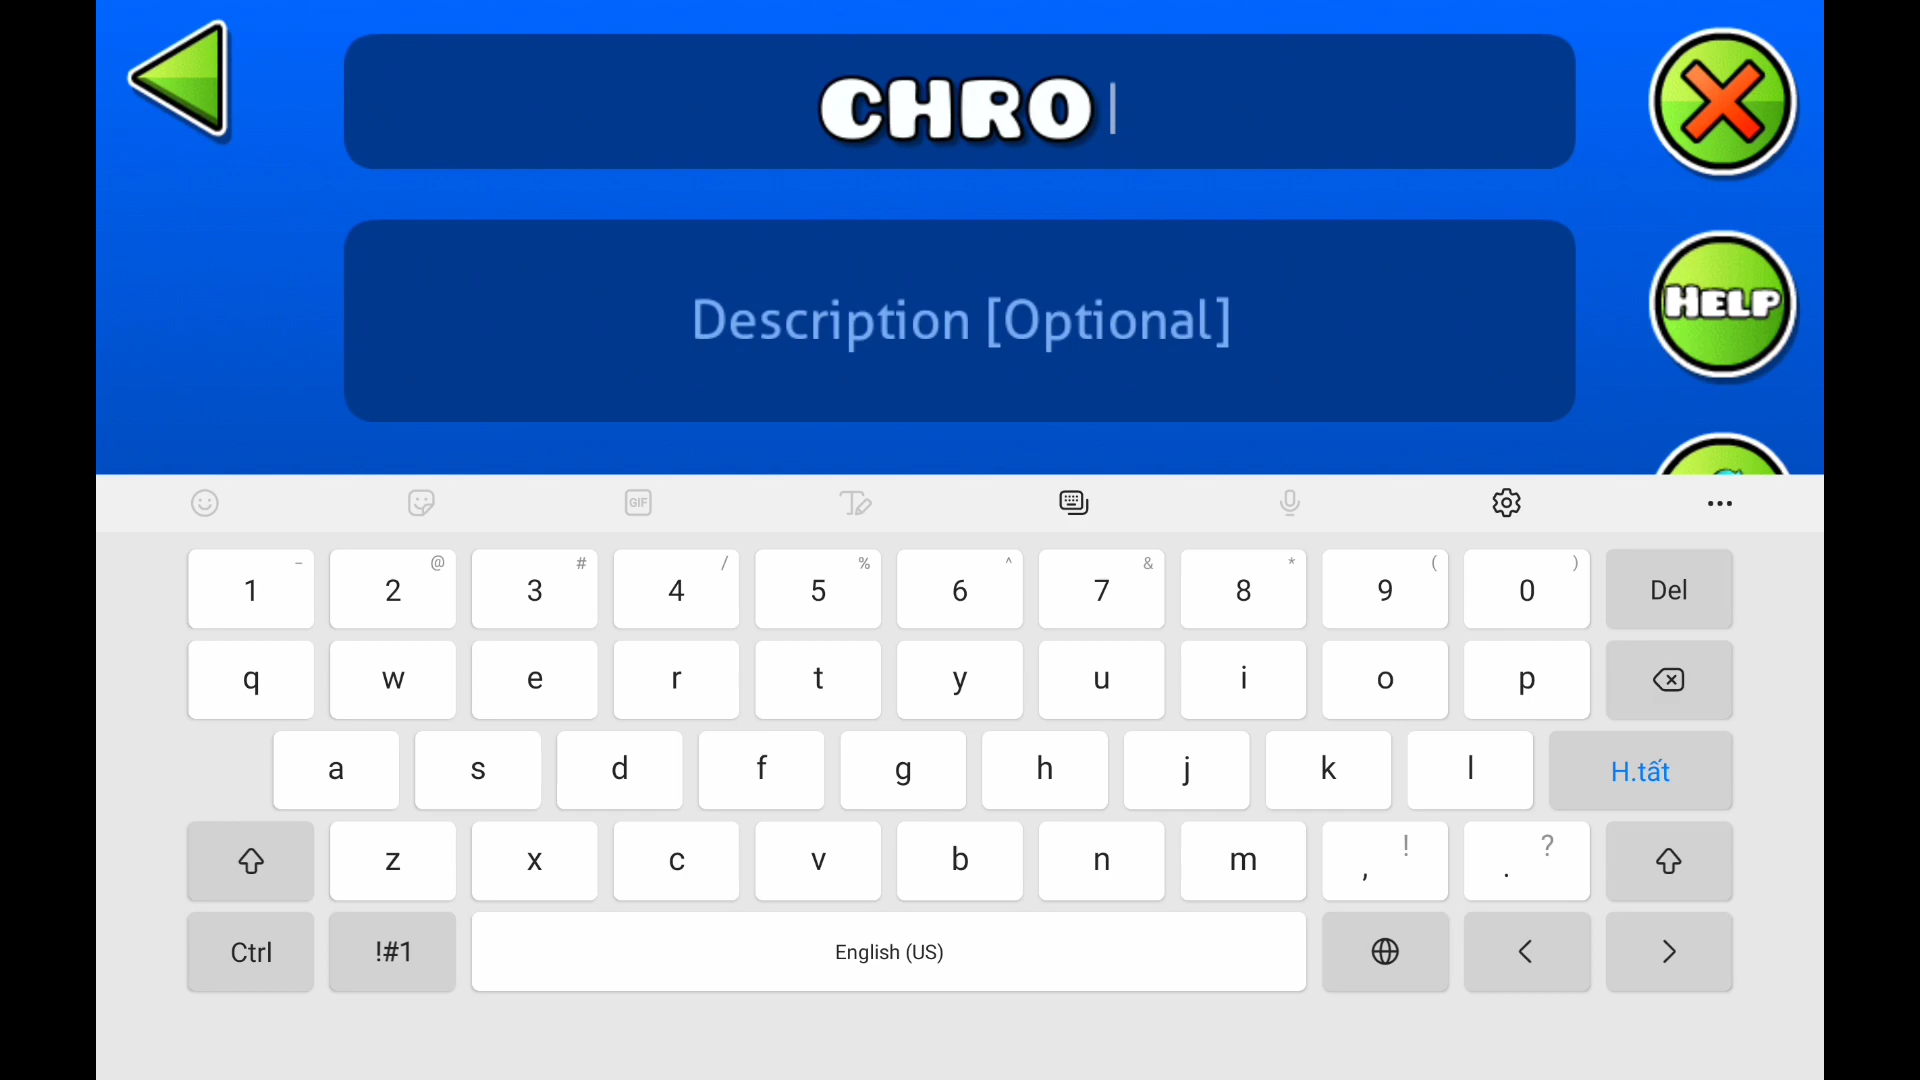 CHRO
Description [Optional]
HELP
GIF
1 - 2 @ 3 # 4 / 5 % 6 ^ 7 & 8 * 9 ( 0 ) Del
q w e r t y u i o p
a s d f g h j k l H.tất
z x c v b n m , ! . ?
Ctrl !#1 English (US) < >